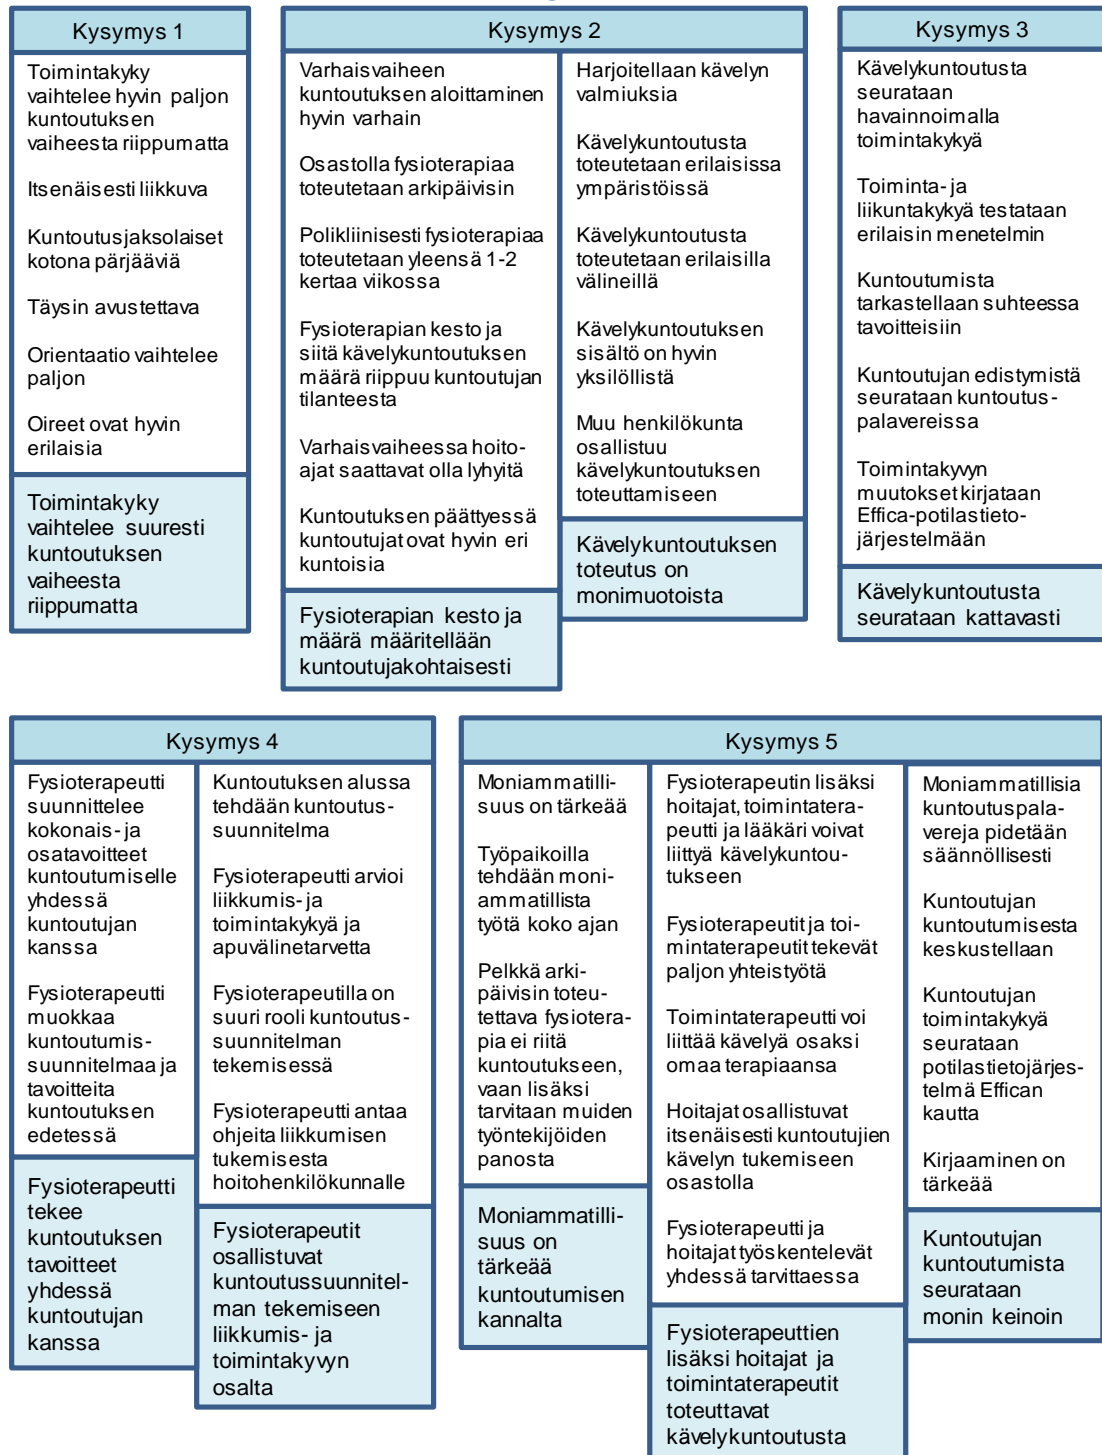 Kysymys 1
Toimintakyky
vaihtelee hyvin paljon
kuntoutuksen
vaiheesta riippumatta
Itsenäisesti liikkuva
Kuntoutusjaksolaiset
kotona pärjääviä
Täysin avustettava
Orientaatio vaihtelee
paljon
Oireet ovat hyvin
erilaisia
Toimintakyky
vaihtelee suuresti
kuntoutuksen
vaiheesta
riippumatta
Kysymys 2
Varhaisvaiheen
kuntoutuksen aloittaminen
hyvin varhain
Osastolla fysioterapiaa
toteutetaan arkipäivisin
Polikliinisesti fysioterapiaa
toteutetaan yleensä 1-2
kertaa viikossa
Fysioterapian kesto ja
siitä kävelykuntoutuksen
määrä riippuu kuntoutujan
tilanteesta
Varhaisvaiheessa hoito-
ajat saattavat olla lyhyitä
Kuntoutuksen päättyessä
kuntoutujat ovat hyvin eri
kuntoisia
Fysioterapian kesto ja
määrä määritellään
kuntoutujakohtaisesti
Harjoitellaan kävelyn
valmiuksia
Kävelykuntoutusta
toteutetaan erilaisissa
ympäristöissä
Kävelykuntoutusta
toteutetaan erilaisilla
välineillä
Kävelykuntoutuksen
sisältö on hyvin
yksilöllistä
Muu henkilökunta
osallistuu
kävelykuntoutuksen
toteuttamiseen
Kävelykuntoutuksen
toteutus on
monimuotoista
Kysymys 3
Kävelykuntoutusta
seurataan
havainnoimalla
toimintakykyä
Toiminta- ja
liikuntakykyä testataan
erilaisin menetelmin
Kuntoutumista
tarkastellaan suhteessa
tavoitteisiin
Kuntoutujan edistymistä
seurataan kuntoutus-
palavereissa
Toimintakyvyn
muutokset kirjataan
Effica-potilastieto-
järjestelmään
Kävelykuntoutusta
seurataan kattavasti
Kysymys 4
Fysioterapeutti
suunnittelee
kokonais- ja
osatavoitteet
kuntoutumiselle
yhdessä
kuntoutujan
kanssa
Fysioterapeutti
muokkaa
kuntoutumis-
suunnitelmaa ja
tavoitteita
kuntoutuksen
edetessä
Fysioterapeutti
tekee
kuntoutuksen
tavoitteet
yhdessä
kuntoutujan
kanssa
Kuntoutuksen alussa
tehdään kuntoutus-
suunnitelma
Fysioterapeutti arvioi
liikkumis- ja
toimintakykyä ja
apuvälinetarvetta
Fysioterapeutilla on
suuri rooli kuntoutus-
suunnitelman
tekemisessä
Fysioterapeutti antaa
ohjeita liikkumisen
tukemisesta
hoitohenkilökunnalle
Fysioterapeutit
osallistuvat
kuntoutussuunnitel-
man tekemiseen
liikkumis- ja
toimintakyvyn
osalta
Kysymys 5
Moniammatilli-
suus on tärkeää
Työpaikoilla
tehdään moni-
ammatillista
työtä koko ajan
Pelkkä arki-
päivisin toteu-
tettava fysiotera-
pia ei riitä
kuntoutukseen,
vaan lisäksi
tarvitaan muiden
työntekijöiden
panosta
Moniammatilli-
suus on
tärkeää
kuntoutumisen
kannalta
Fysioterapeutin lisäksi
hoitajat, toimintatera-
peutti ja lääkäri voivat
liittyä kävelykuntou-
tukseen
Fysioterapeutit ja toi-
mintaterapeutit tekevät
paljon yhteistyötä
Toimintaterapeutti voi
liittää kävelyä osaksi
omaa terapiaansa
Hoitajat osallistuvat
itsenäisesti kuntoutujien
kävelyn tukemiseen
osastolla
Fysioterapeutti ja
hoitajat työskentelevät
yhdessä tarvittaessa
Fysioterapeuttien
lisäksi hoitajat ja
toimintaterapeutit
toteuttavat
kävelykuntoutusta
Moniammatillisia
kuntoutuspala-
vereja pidetään
säännöllisesti
Kuntoutujan
kuntoutumisesta
keskustellaan
Kuntoutujan
toimintakykyä
seurataan
potilastietojärjes-
telmä Effican
kautta
Kirjaaminen on
tärkeää
Kuntoutujan
kuntoutumista
seurataan
monin keinoin